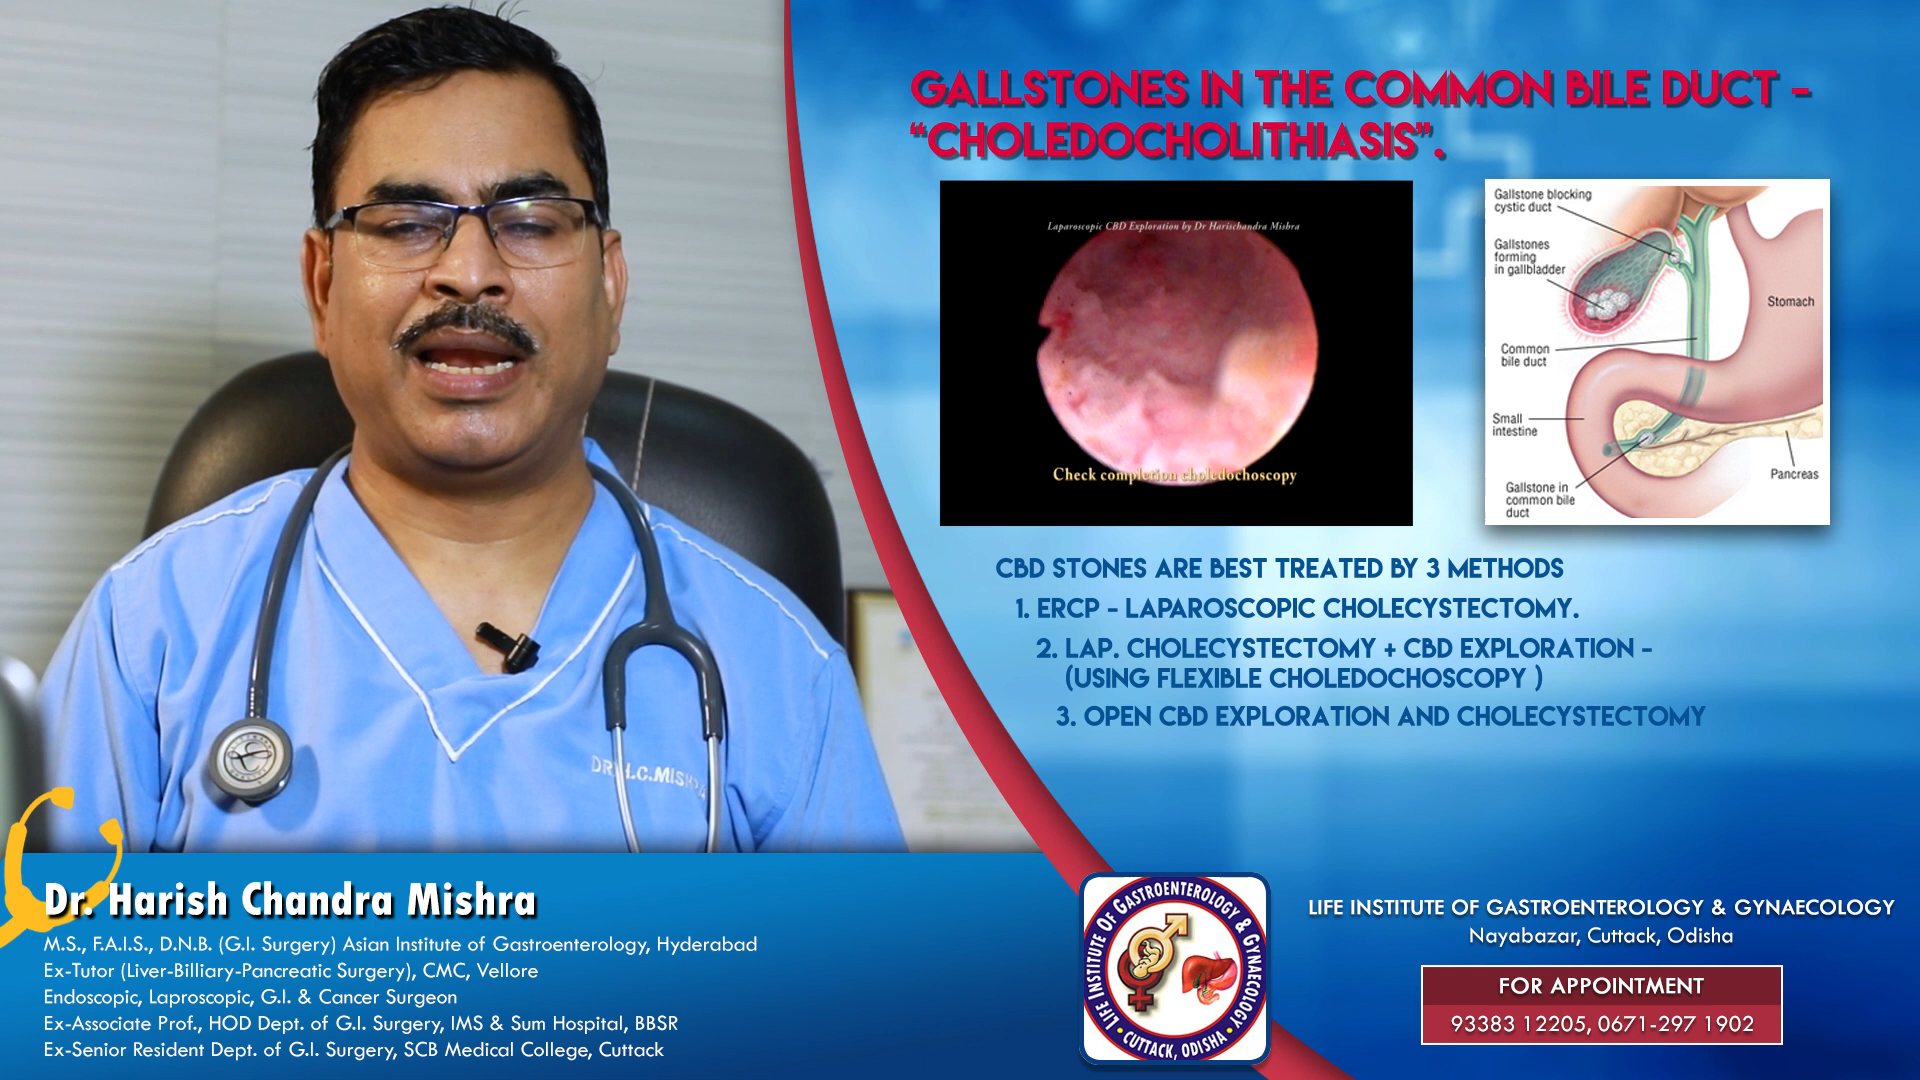 GALLSTONES IN THE COMMON BILE DUCT -
“CHOLEDOCHOLITHIASIS”.
Laparoscopic CBD Exploration by Dr Harischandra Mishra
Check completion choledochoscopy
Gallstone blocking
cystic duct
Gallstones
forming
in gallbladder
Stomach
Common
bile duct
Small
intestine
Pancreas
Gallstone in
common bile
duct
CBD STONES ARE BEST TREATED BY 3 METHODS
1. ERCP - LAPAROSCOPIC CHOLECYSTECTOMY.
2. LAP. CHOLECYSTECTOMY + CBD EXPLORATION -
(USING FLEXIBLE CHOLEDOCHOSCOPY )
3. OPEN CBD EXPLORATION AND CHOLECYSTECTOMY
DR H.C.MISHRA
Dr. Harish Chandra Mishra
M.S., F.A.I.S., D.N.B. (G.I. Surgery) Asian Institute of Gastroenterology, Hyderabad
Ex-Tutor (Liver-Billiary-Pancreatic Surgery), CMC, Vellore
Endoscopic, Laproscopic, G.I. & Cancer Surgeon
Ex-Associate Prof., HOD Dept. of G.I. Surgery, IMS & Sum Hospital, BBSR
Ex-Senior Resident Dept. of G.I. Surgery, SCB Medical College, Cuttack
LIFE INSTITUTE OF GASTROENTEROLOGY & GYNAECOLOGY
CUTTACK, ODISHA
LIFE INSTITUTE OF GASTROENTEROLOGY & GYNAECOLOGY
Nayabazar, Cuttack, Odisha
FOR APPOINTMENT
93383 12205, 0671-297 1902